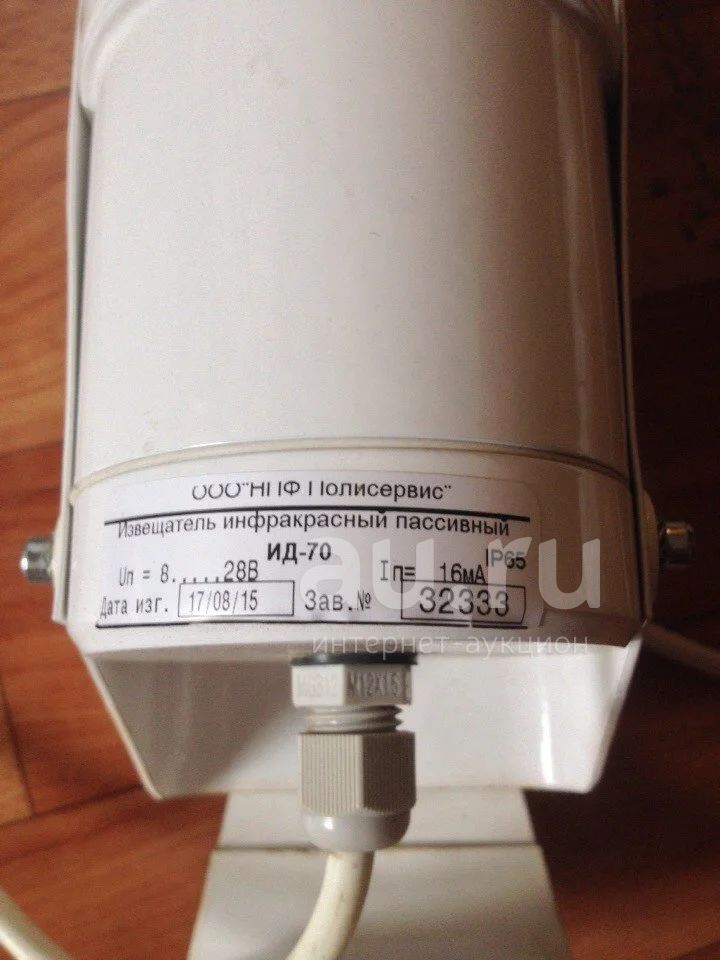 ООО"НПФ Полисервис"
Извещатель инфракрасный пассивный
ИД-70 IP65
Uп = 8.....28В Iп= 16мА
Дата изг. 17/08/15 Зав.№ 32333
au.ru
интернет-аукцион
MGB12 M12X1.5